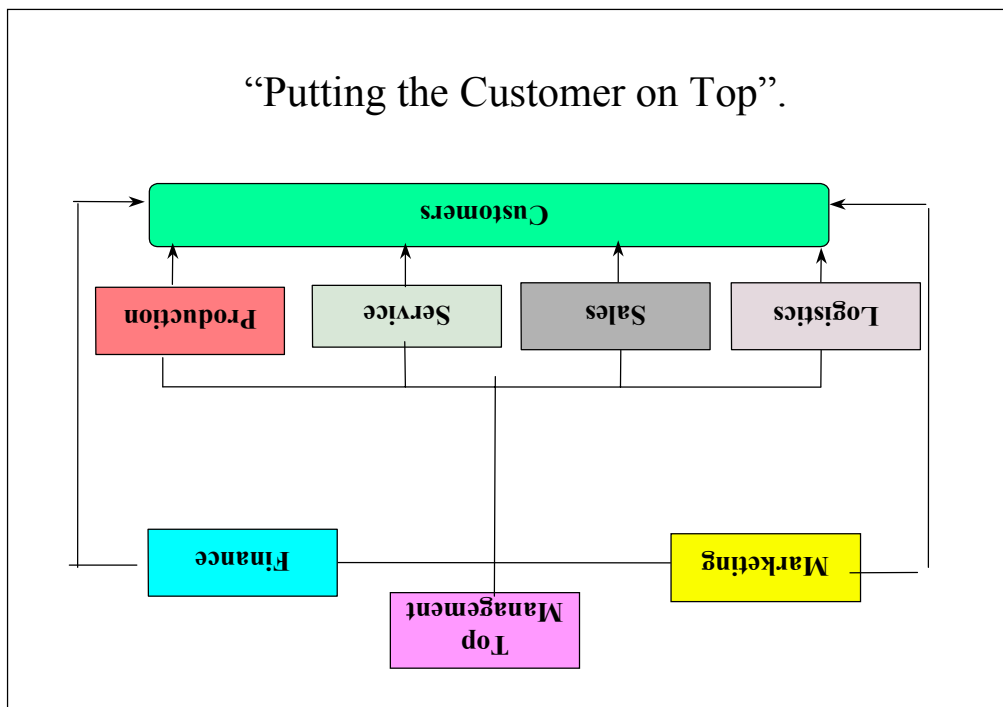 “Putting the Customer on Top”.
Customers
Production
Service
Sales
Logistics
Finance
Marketing
Top
Management